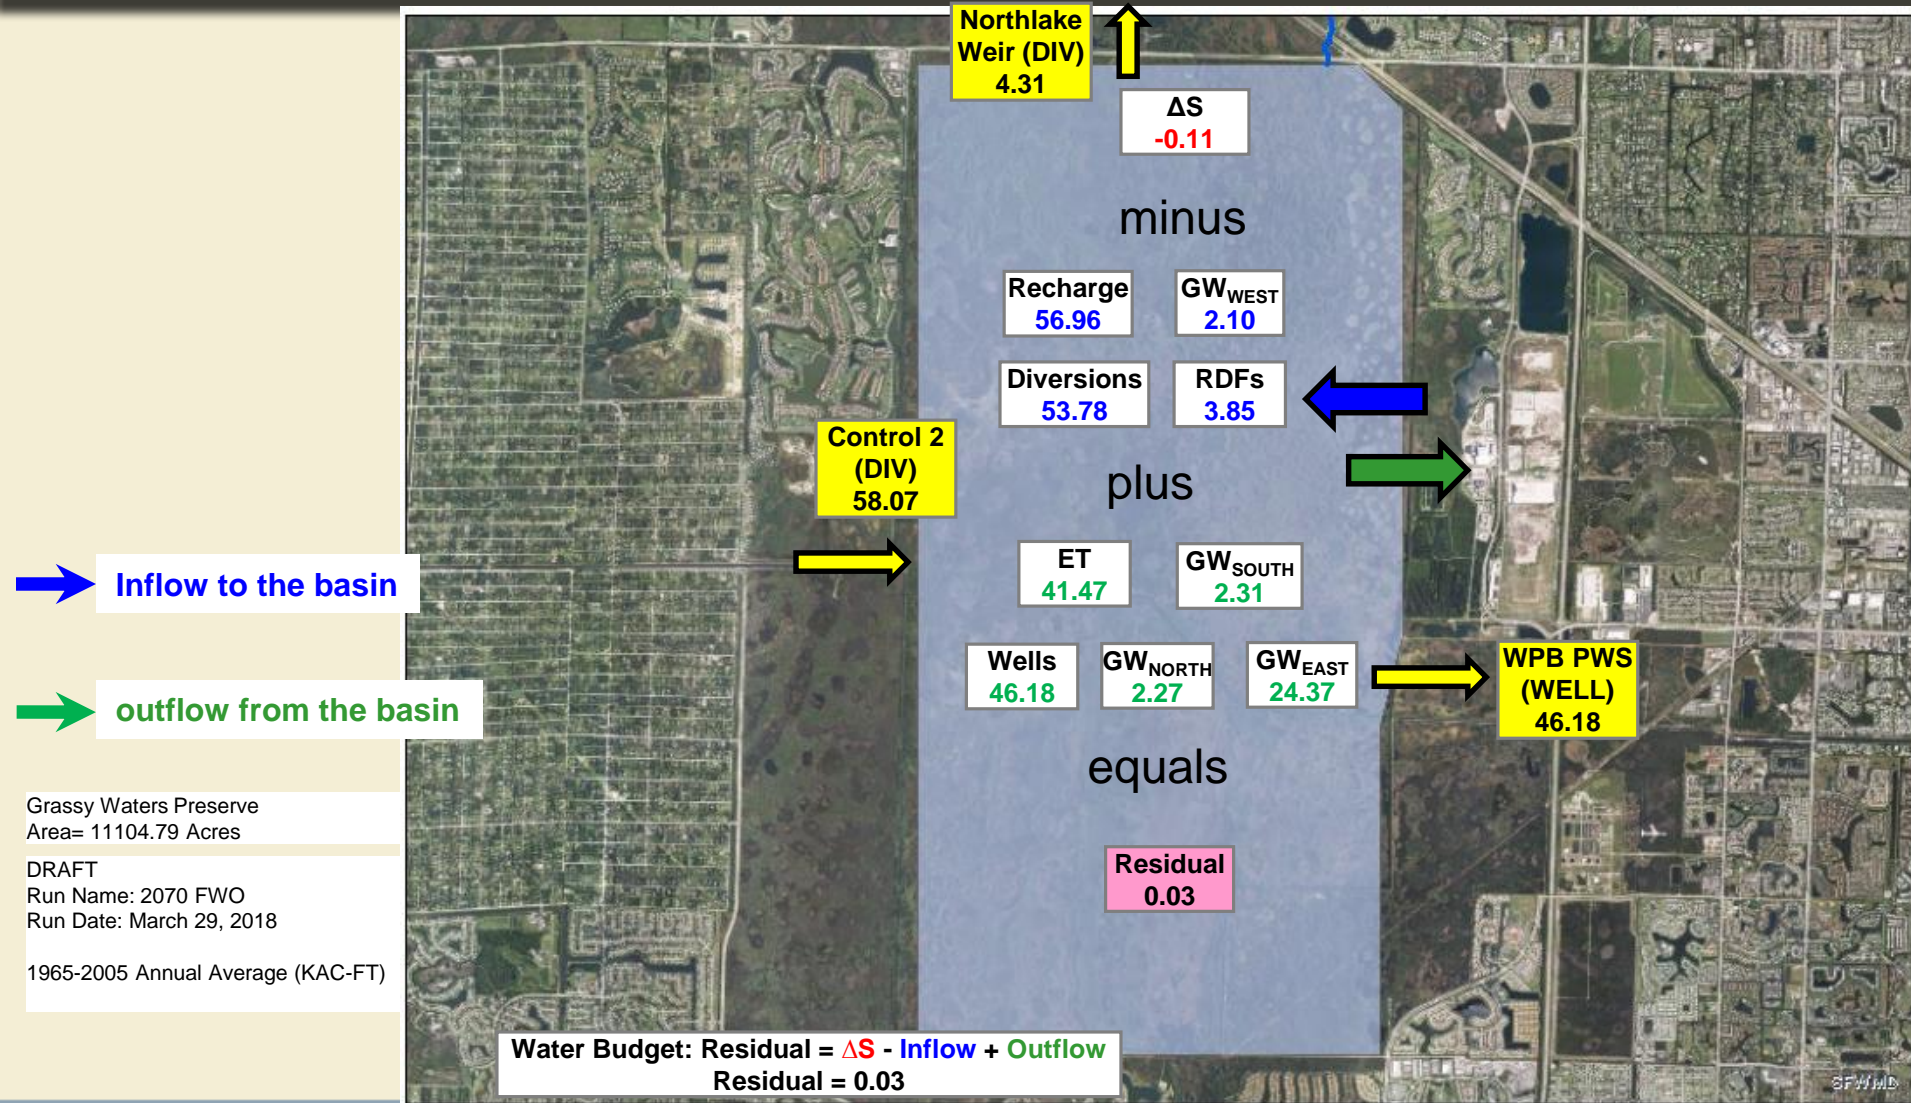 Northlake
Weir (DIV)
4.31
ΔS
-0.11
minus
Recharge
56.96
GWWEST
2.10
Diversions
53.78
RDFs
3.85
Control 2
(DIV)
58.07
plus
ET
41.47
GWSOUTH
2.31
Inflow to the basin
Wells
46.18
GWNORTH
2.27
GWEAST
24.37
WPB PWS
(WELL)
46.18
outflow from the basin
equals
Grassy Waters Preserve
Area= 11104.79 Acres
DRAFT
Run Name: 2070 FWO
Run Date: March 29, 2018
1965-2005 Annual Average (KAC-FT)
Residual
0.03
Water Budget: Residual = ΔS - Inflow + Outflow
Residual = 0.03
SFWMD